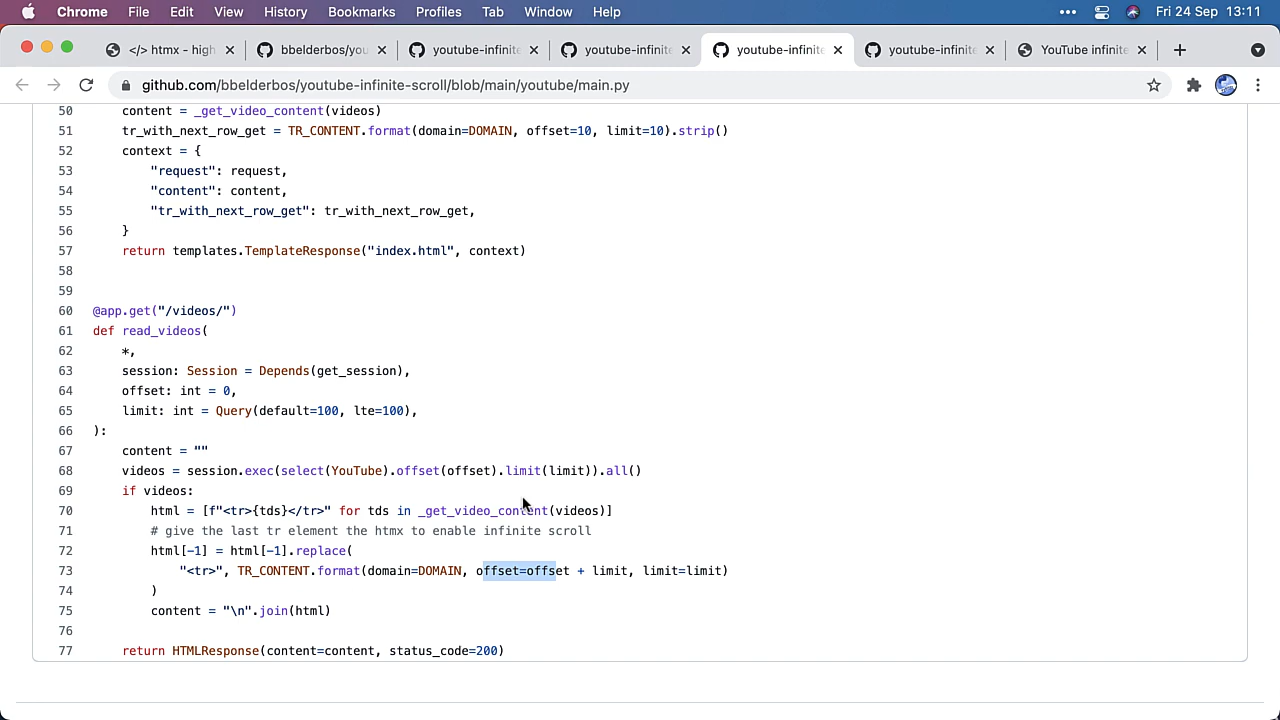 Chrome File Edit View History Bookmarks Profiles Tab Window Help Fri 24 Sep 13:11
</> htmx - high bbelderbos/you youtube-infinite youtube-infinite youtube-infinite youtube-infinite YouTube infinite
github.com/bbelderbos/youtube-infinite-scroll/blob/main/youtube/main.py
50 content = _get_video_content(videos)
51 tr_with_next_row_get = TR_CONTENT.format(domain=DOMAIN, offset=10, limit=10).strip()
52 context = {
53 "request": request,
54 "content": content,
55 "tr_with_next_row_get": tr_with_next_row_get,
56 }
57 return templates.TemplateResponse("index.html", context)
58
59
60 @app.get("/videos/")
61 def read_videos(
62 *,
63 session: Session = Depends(get_session),
64 offset: int = 0,
65 limit: int = Query(default=100, lte=100),
66 ):
67 content = ""
68 videos = session.exec(select(YouTube).offset(offset).limit(limit)).all()
69 if videos:
70 html = [f"<tr>{tds}</tr>" for tds in _get_video_content(videos)]
71 # give the last tr element the htmx to enable infinite scroll
72 html[-1] = html[-1].replace(
73 "<tr>", TR_CONTENT.format(domain=DOMAIN, offset=offset + limit, limit=limit)
74 )
75 content = "\n".join(html)
76
77 return HTMLResponse(content=content, status_code=200)